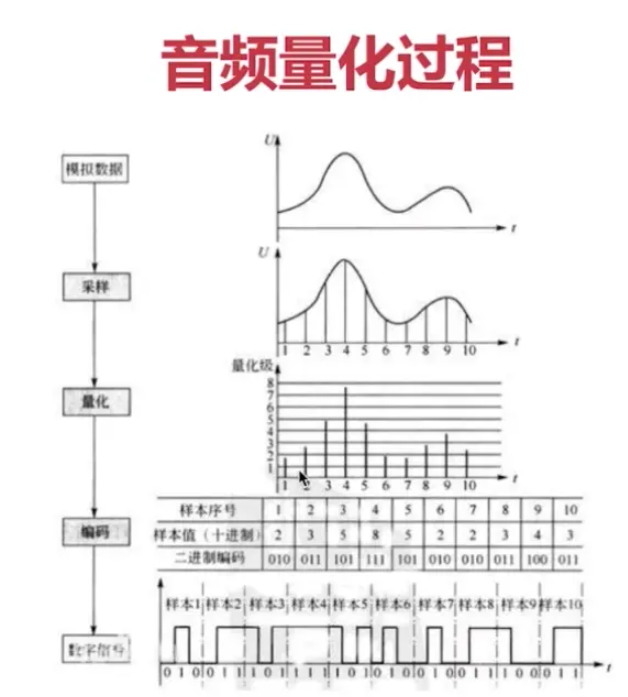 音频量化过程
模拟数据
U
t
采样
U
1 2 3 4 5 6 7 8 9 10
t
量化
量化级
8
7
6
5
4
3
2
1
1 2 3 4 5 6 7 8 9 10
t
编码
样本序号 1 2 3 4 5 6 7 8 9 10
样本值（十进制） 2 3 5 8 5 2 2 3 4 3
二进制编码 010 011 101 111 101 010 010 011 100 011
样本1 样本2 样本3 样本4 样本5 样本6 样本7 样本8 样本9 样本10
数字信号
0 1 0 0 1 1 1 0 1 1 1 1 1 0 1 0 1 0 0 1 0 0 1 1 1 0 0 0 1 1
t